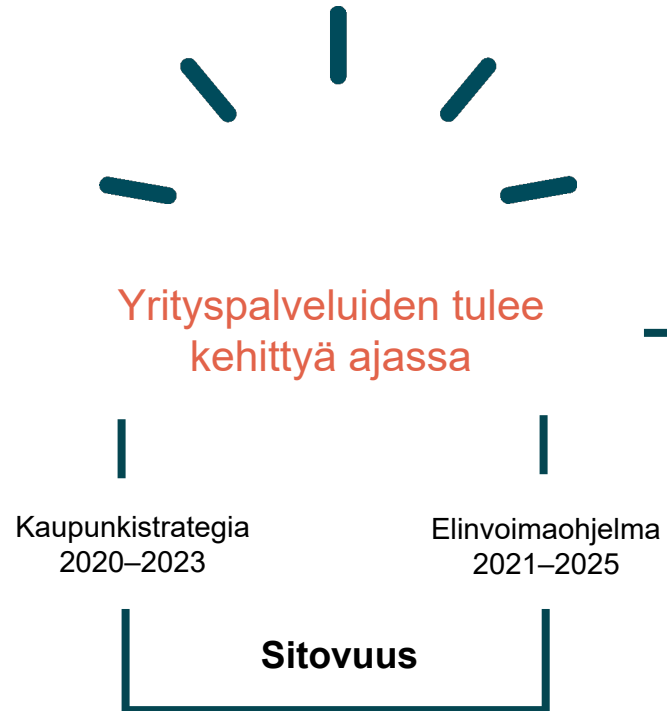 Yrityspalveluiden tulee
kehittyä ajassa
Kaupunkistrategia
2020–2023
Elinvoimaohjelma
2021–2025
Sitovuus